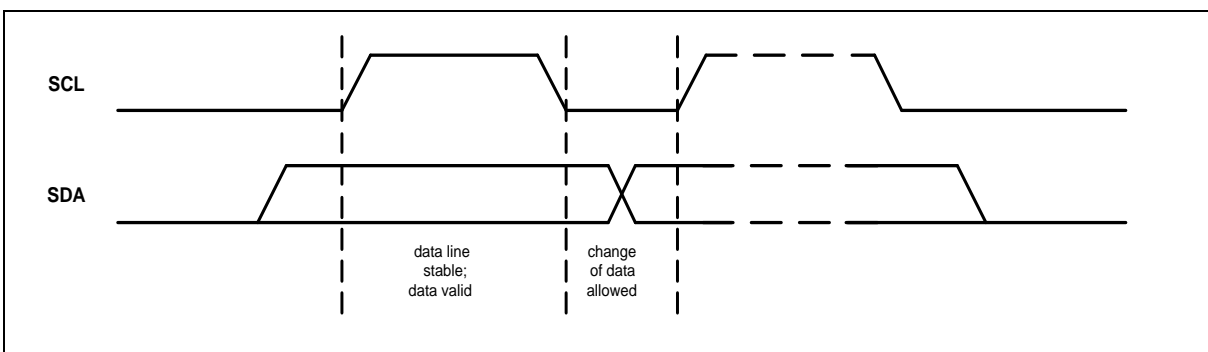 SCL
SDA
data line
stable;
data valid
change
of data
allowed